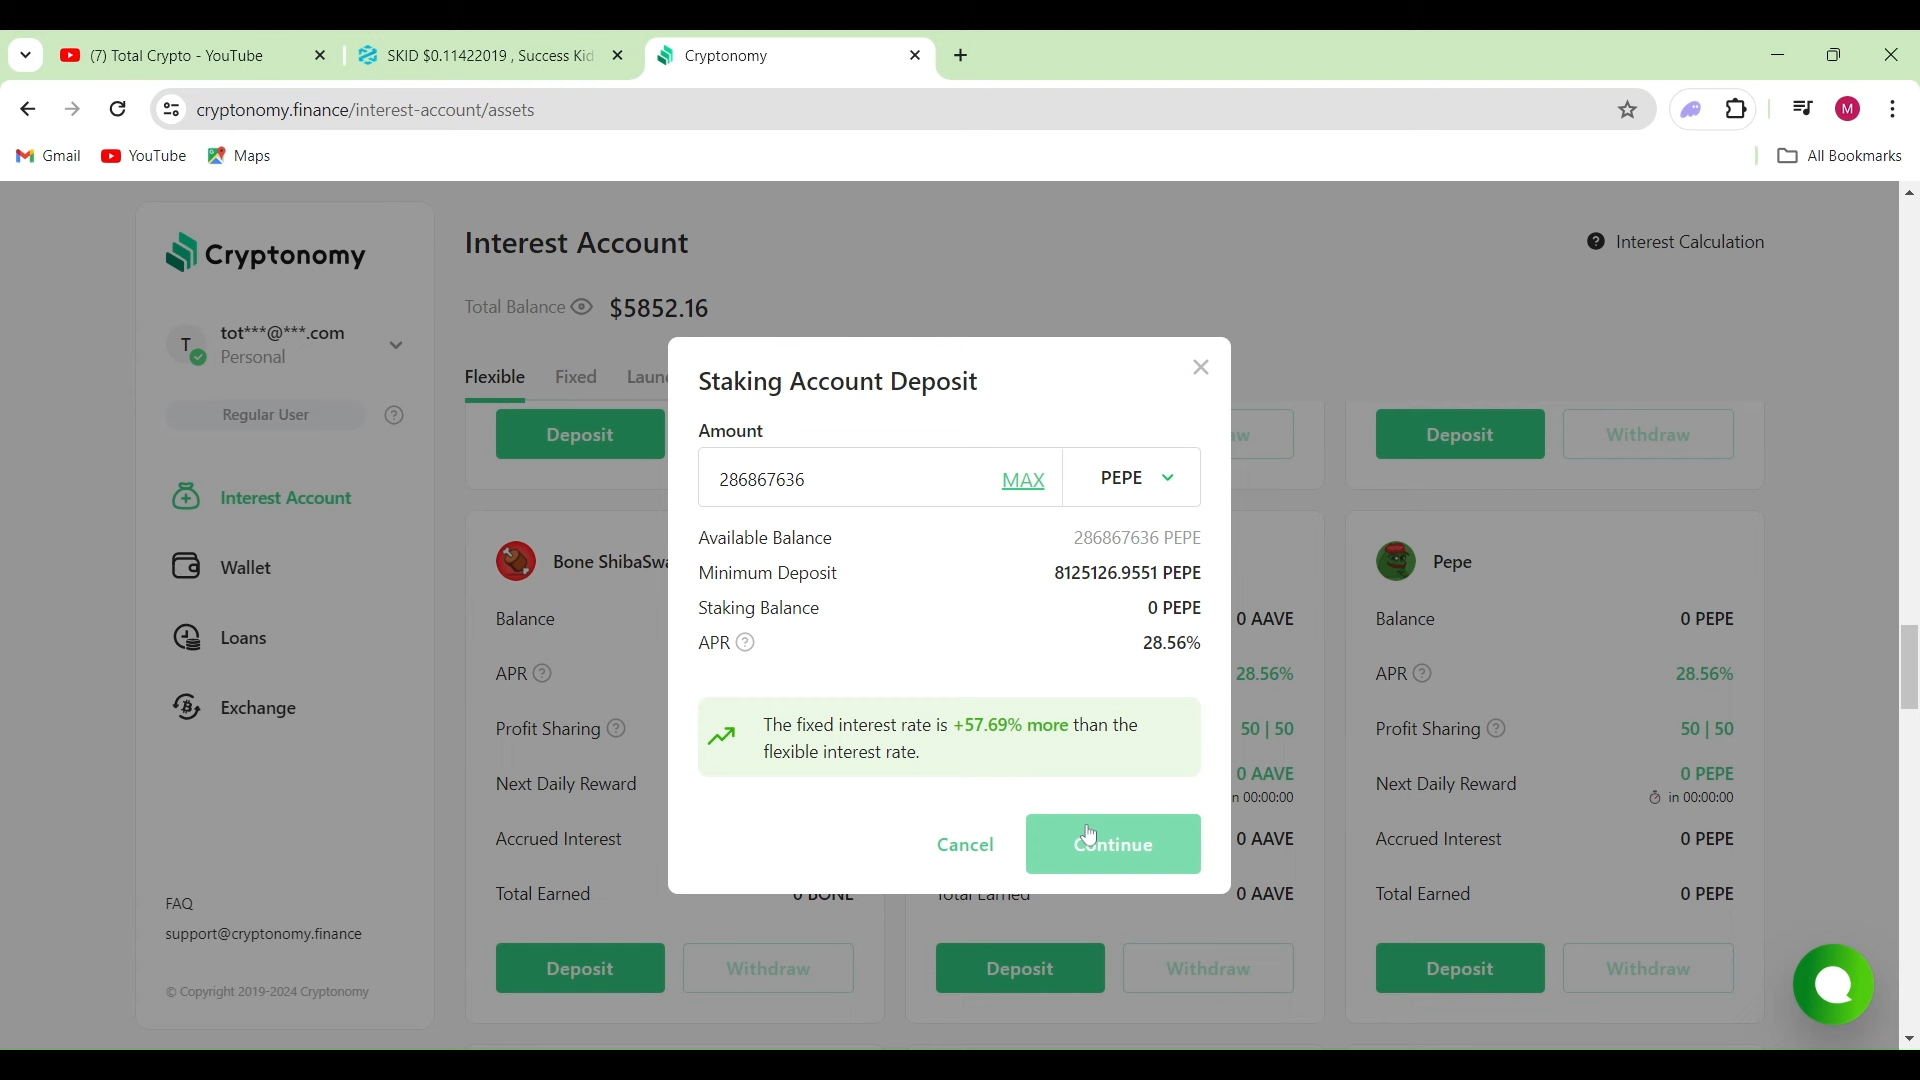 (7) Total Crypto - YouTube
SKID $0.11422019 , Success Kid
Cryptonomy
cryptonomy.finance/interest-account/assets
M
Gmail
YouTube
Maps
All Bookmarks
Cryptonomy
T
tot***@***.com
Personal
Regular User
Interest Account
Wallet
Loans
Exchange
FAQ
support@cryptonomy.finance
© Copyright 2019-2024 Cryptonomy
Interest Account
Interest Calculation
Total Balance $5852.16
Flexible Fixed Laun
Deposit
Deposit Withdraw
Staking Account Deposit
Amount
286867636 MAX PEPE
Available Balance 286867636 PEPE
Minimum Deposit 8125126.9551 PEPE
Staking Balance 0 PEPE
APR 28.56%
The fixed interest rate is +57.69% more than the
flexible interest rate.
Cancel Continue
Bone ShibaSwa
Balance
APR
Profit Sharing
Next Daily Reward
Accrued Interest
Total Earned 0 BONE
Deposit Withdraw
0 AAVE
28.56%
50 | 50
0 AAVE
in 00:00:00
0 AAVE
Total Earned 0 AAVE
Deposit Withdraw
Pepe
Balance 0 PEPE
APR 28.56%
Profit Sharing 50 | 50
Next Daily Reward 0 PEPE
in 00:00:00
Accrued Interest 0 PEPE
Total Earned 0 PEPE
Deposit Withdraw